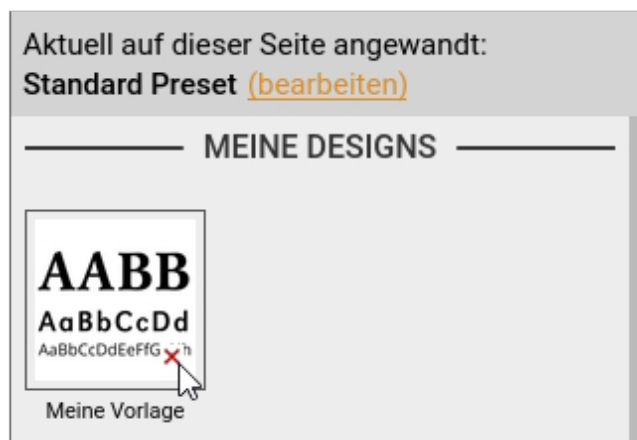 Aktuell auf dieser Seite angewandt:
Standard Preset (bearbeiten)
MEINE DESIGNS
AABB
AaBbCcDd
AaBbCcDdEeFfG
Meine Vorlage